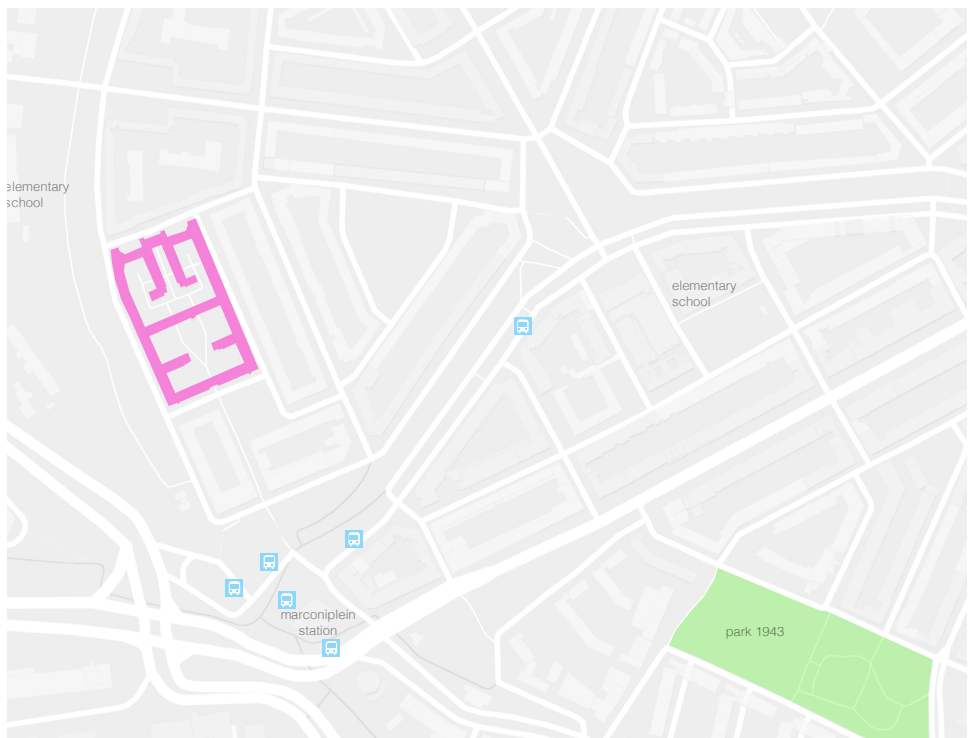 elementary
school
elementary
school
marconiplein
station
park 1943